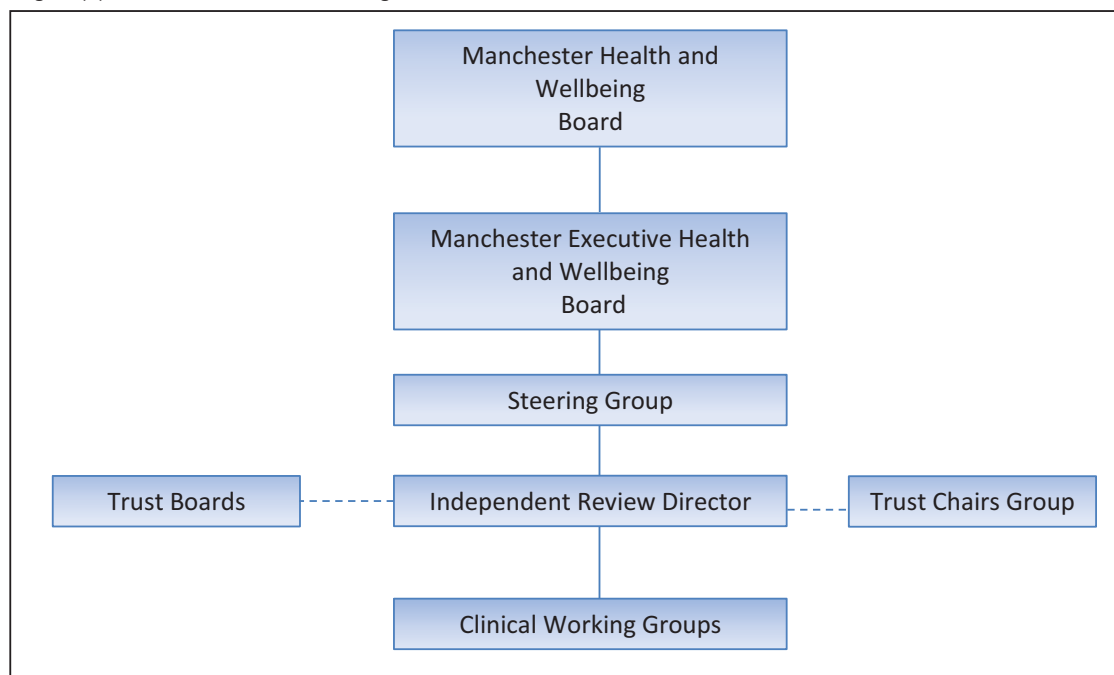 Manchester Health and
Wellbeing
Board
Manchester Executive Health
and Wellbeing
Board
Steering Group
Trust Boards
Independent Review Director
Trust Chairs Group
Clinical Working Groups